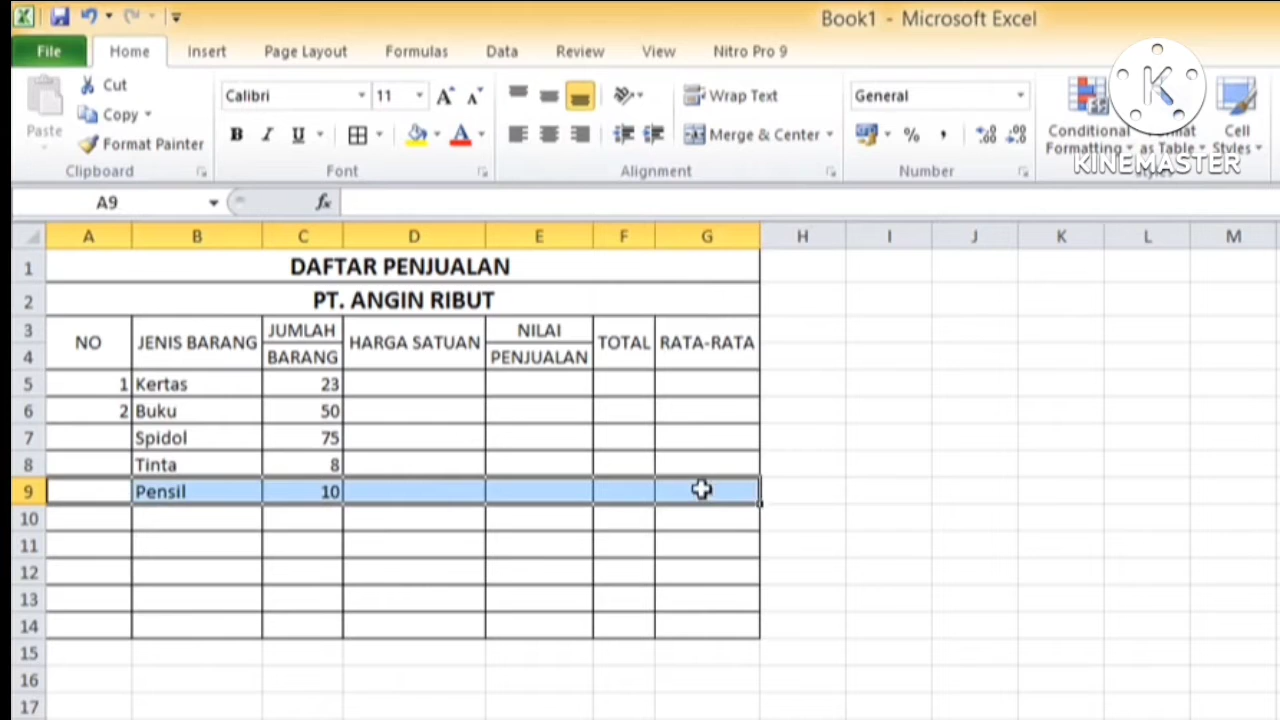 Book1 - Microsoft Excel
File Home Insert Page Layout Formulas Data Review View Nitro Pro 9
Paste
Cut
Copy
Format Painter
Clipboard
Calibri 11
B I U A
Font
Wrap Text
Merge & Center
Alignment
General
% ,
Number
Conditional Formatting
Format as Table
Cell Styles
Styles
K
KINEMASTER
A9 fx
A B C D E F G H I J K L M
1 DAFTAR PENJUALAN
2 PT. ANGIN RIBUT
3 NO JENIS BARANG JUMLAH HARGA SATUAN NILAI TOTAL RATA-RATA
4 BARANG PENJUALAN
5 1 Kertas 23
6 2 Buku 50
7 Spidol 75
8 Tinta 8
9 Pensil 10
10
11
12
13
14
15
16
17